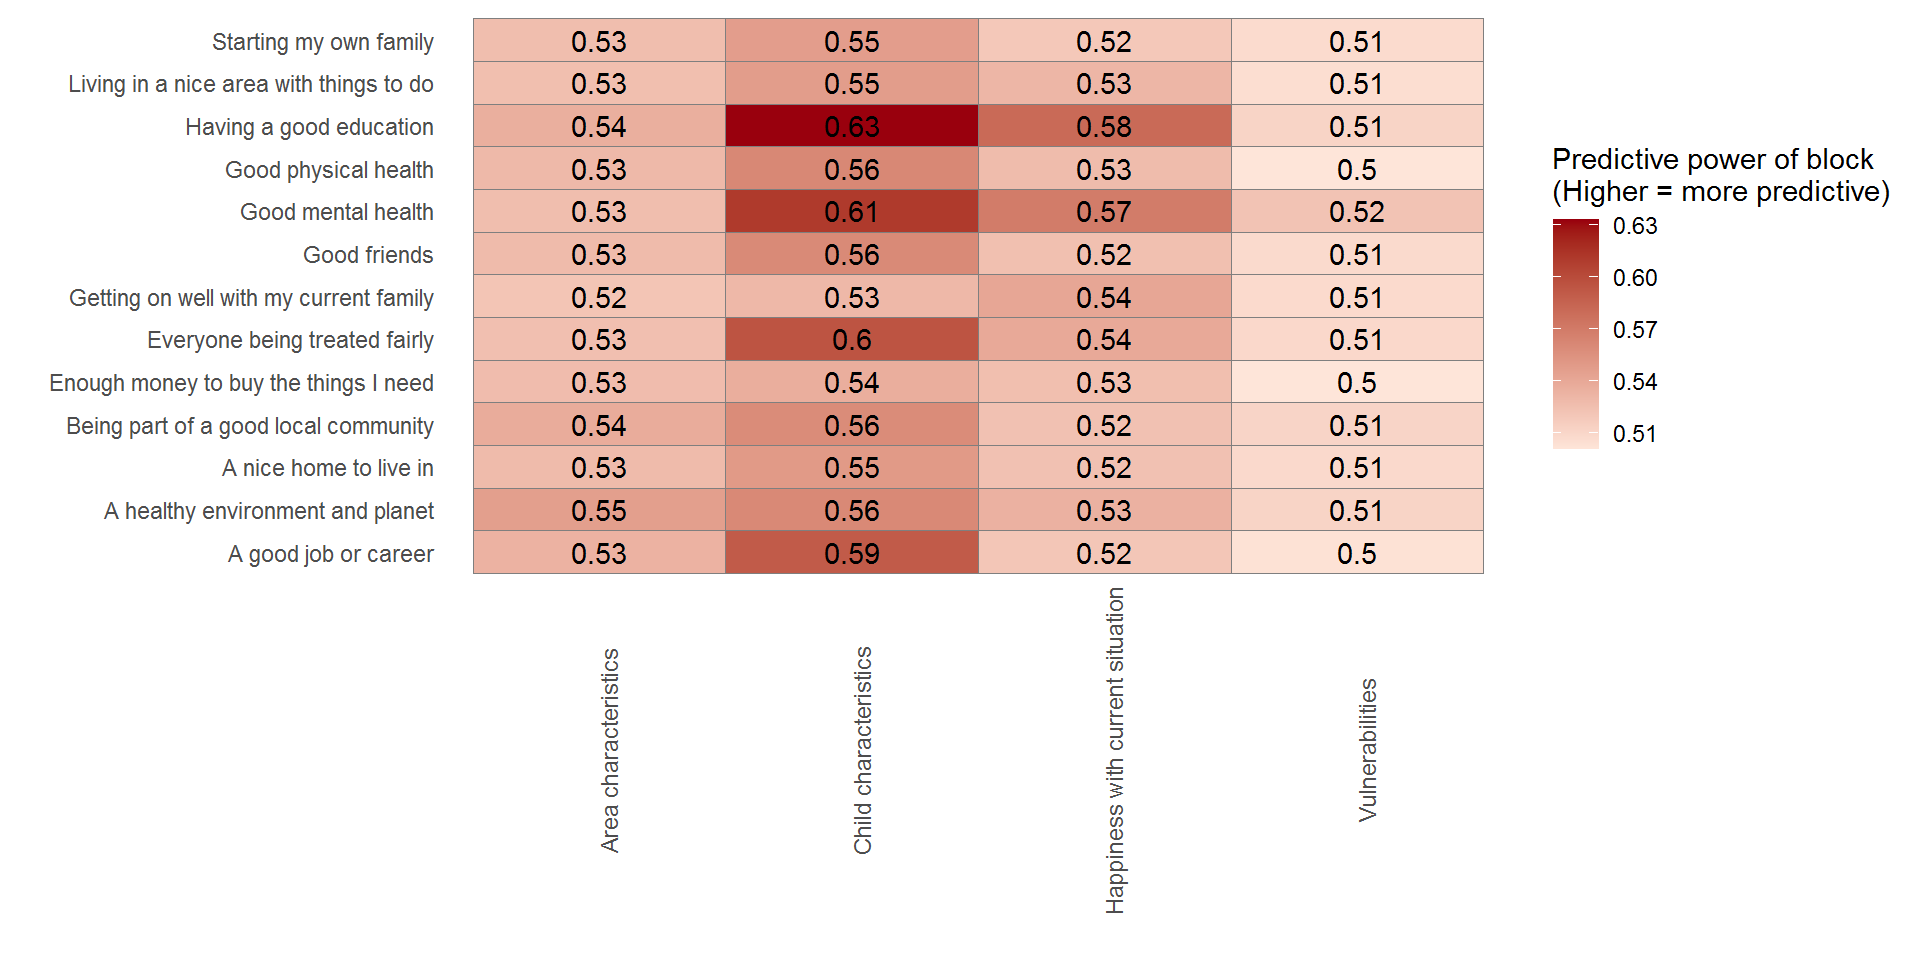 Starting my own family 0.53 0.55 0.52 0.51
Living in a nice area with things to do 0.53 0.55 0.53 0.51
Having a good education 0.54 0.63 0.58 0.51
Good physical health 0.53 0.56 0.53 0.5
Good mental health 0.53 0.61 0.57 0.52
Good friends 0.53 0.56 0.52 0.51
Getting on well with my current family 0.52 0.53 0.54 0.51
Everyone being treated fairly 0.53 0.6 0.54 0.51
Enough money to buy the things I need 0.53 0.54 0.53 0.5
Being part of a good local community 0.54 0.56 0.52 0.51
A nice home to live in 0.53 0.55 0.52 0.51
A healthy environment and planet 0.55 0.56 0.53 0.51
A good job or career 0.53 0.59 0.52 0.5
Area characteristics
Child characteristics
Happiness with current situation
Vulnerabilities
Predictive power of block
(Higher = more predictive)
0.63
0.60
0.57
0.54
0.51